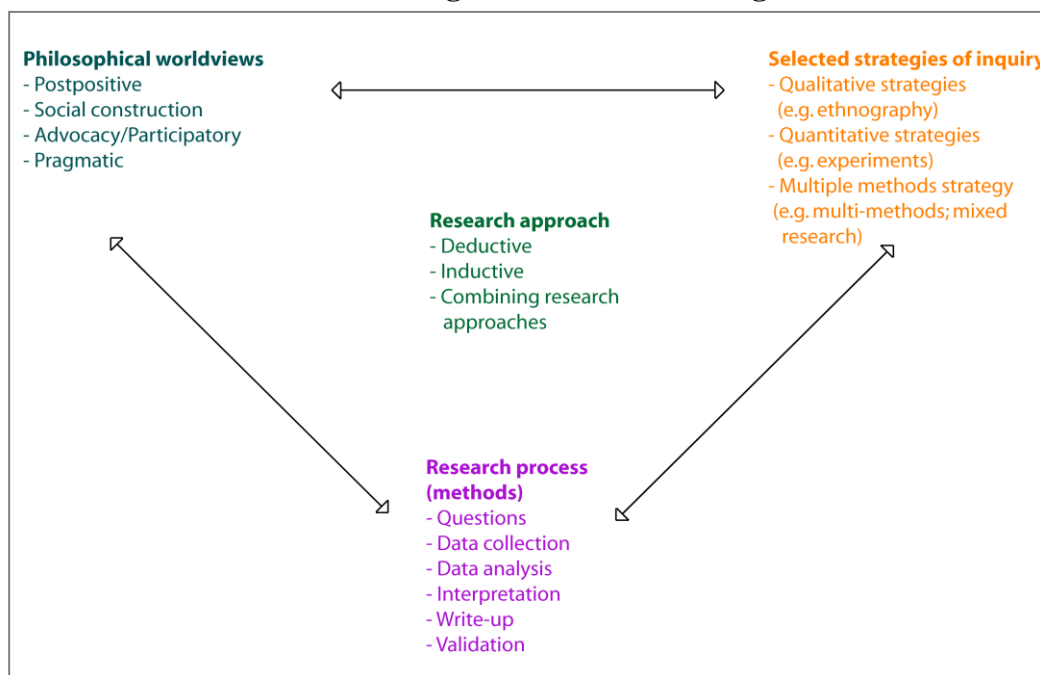 Philosophical worldviews
- Postpositive
- Social construction
- Advocacy/Participatory
- Pragmatic
Selected strategies of inquiry
- Qualitative strategies
(e.g. ethnography)
- Quantitative strategies
(e.g. experiments)
- Multiple methods strategy
(e.g. multi-methods; mixed
research)
Research approach
- Deductive
- Inductive
- Combining research
approaches
Research process
(methods)
- Questions
- Data collection
- Data analysis
- Interpretation
- Write-up
- Validation